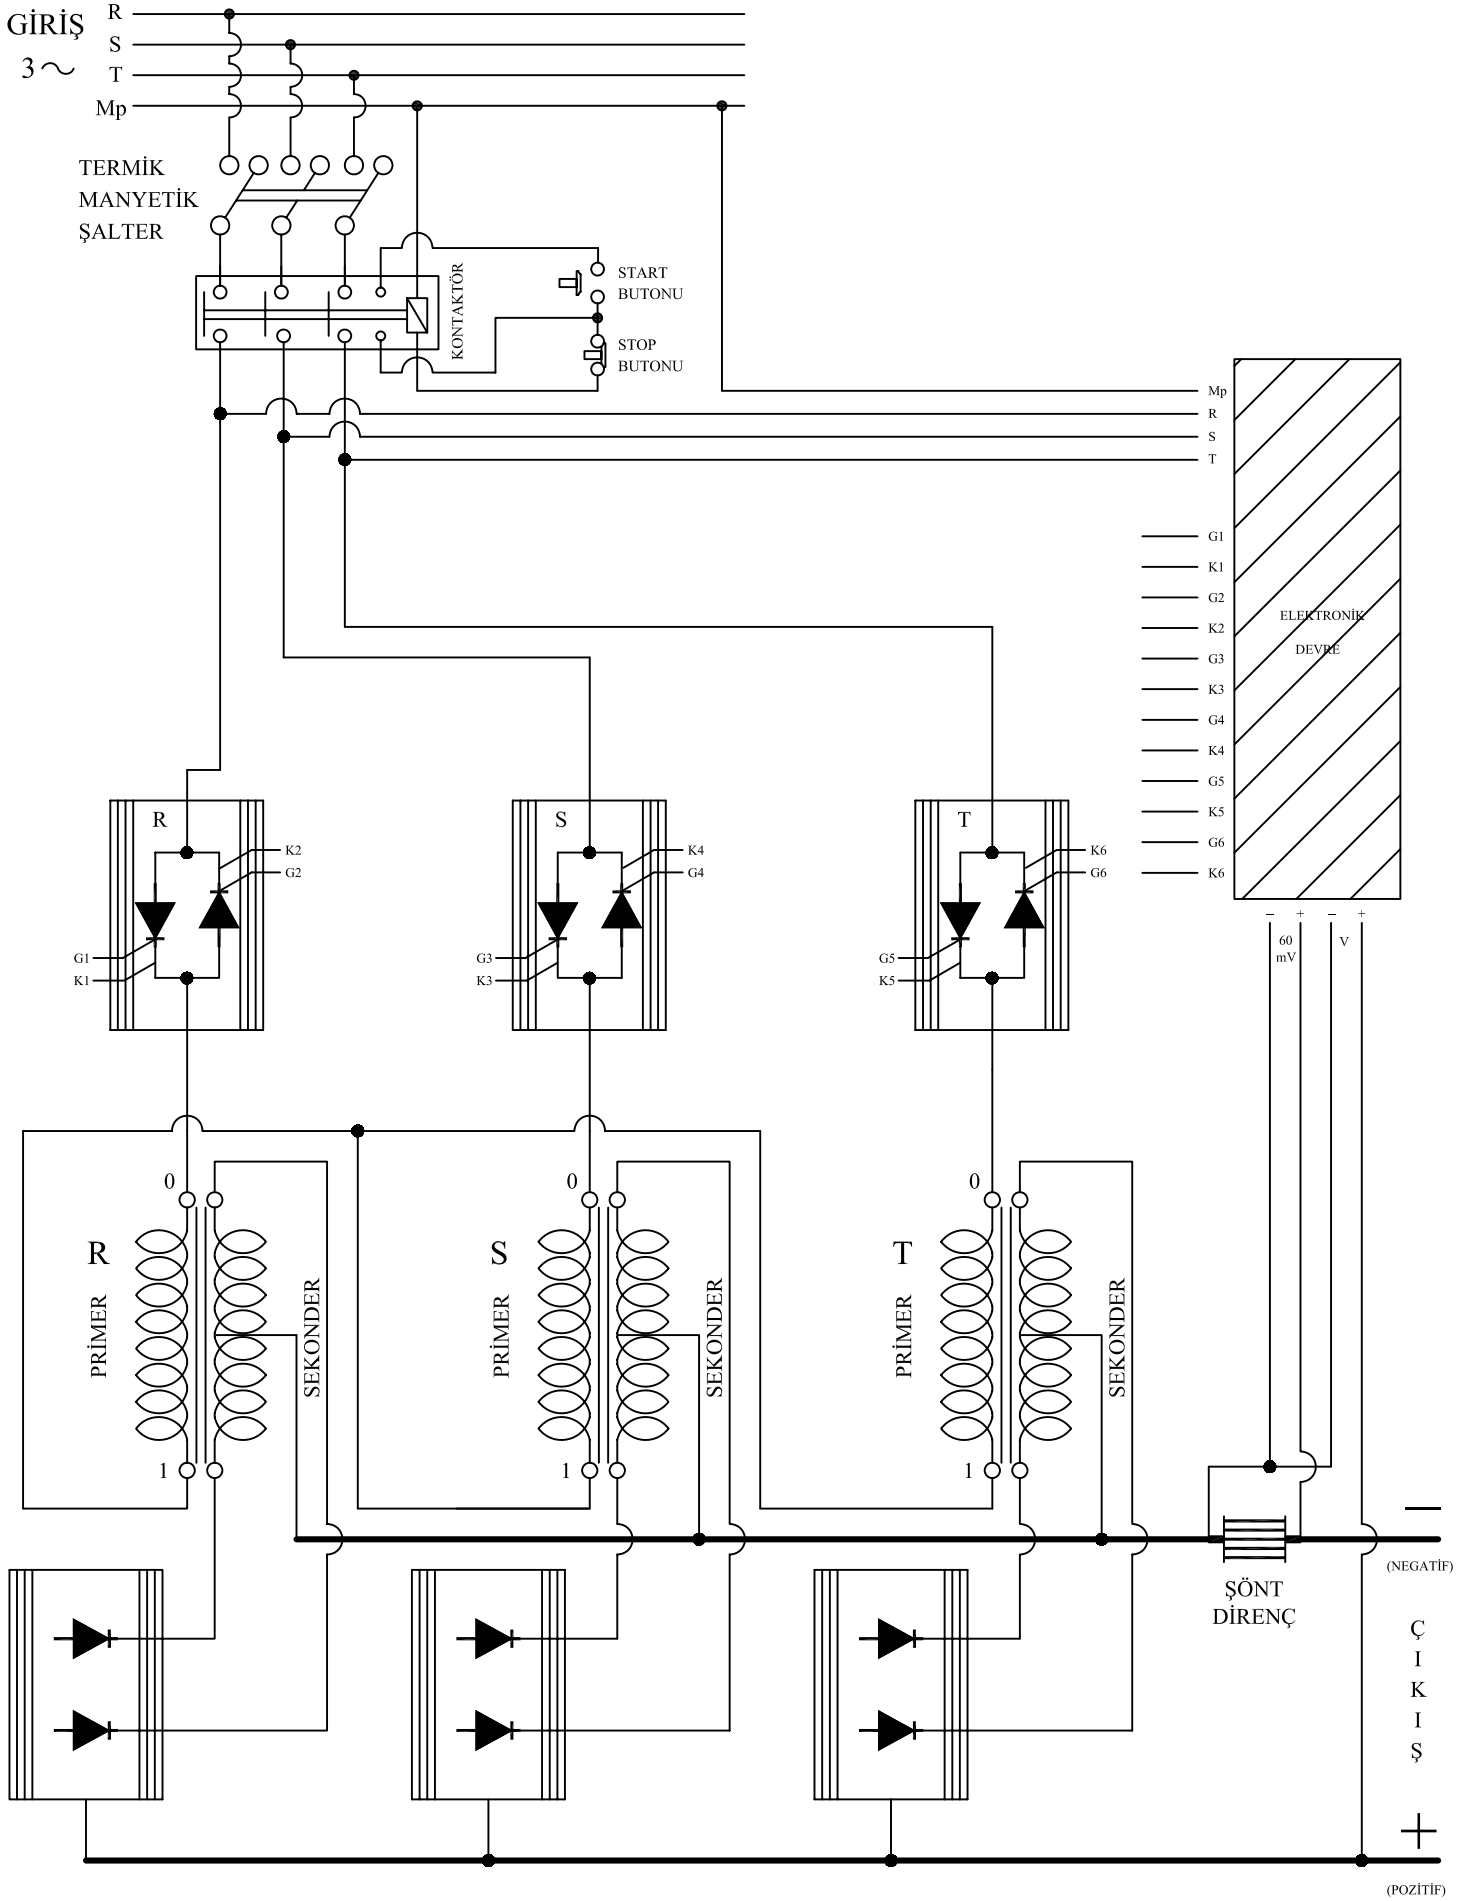 GİRİŞ
3
R
S
T
Mp
TERMİK
MANYETİK
ŞALTER
KONTAKTÖR
START
BUTONU
STOP
BUTONU
Mp
R
S
T
G1
K1
G2
K2
G3
K3
G4
K4
G5
K5
G6
K6
ELEKTRONİK
DEVRE
− + − +
60
mV
V
R
K2
G2
G1
K1
S
K4
G4
G3
K3
T
K6
G6
G5
K5
0
R
PRİMER
SEKONDER
1
0
S
PRİMER
SEKONDER
1
0
T
PRİMER
SEKONDER
1
−
(NEGATİF)
ŞÖNT
DİRENÇ
Ç
I
K
I
Ş
+
(POZİTİF)